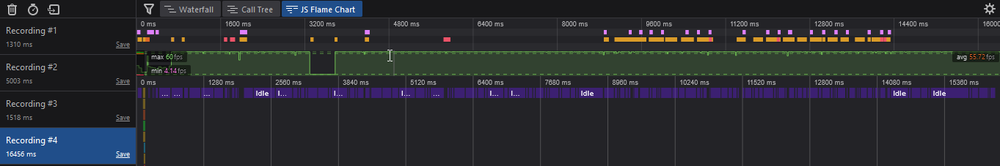 Waterfall Call Tree JS Flame Chart
Recording #1
1310 ms Save
Recording #2
5003 ms Save
Recording #3
1518 ms Save
Recording #4
16456 ms Save
0 ms 1600 ms 3200 ms 4800 ms 6400 ms 8000 ms 9600 ms 11200 ms 12800 ms 14400 ms 16000
max 60 fps
min 4.14 fps
avg 55.72 fps
0 ms 1280 ms 2560 ms 3840 ms 5120 ms 6400 ms 7680 ms 8960 ms 10240 ms 11520 ms 12800 ms 14080 ms 15360 ms
... ... ... Idle I... I... I... ... I... I... Idle Idle Idle